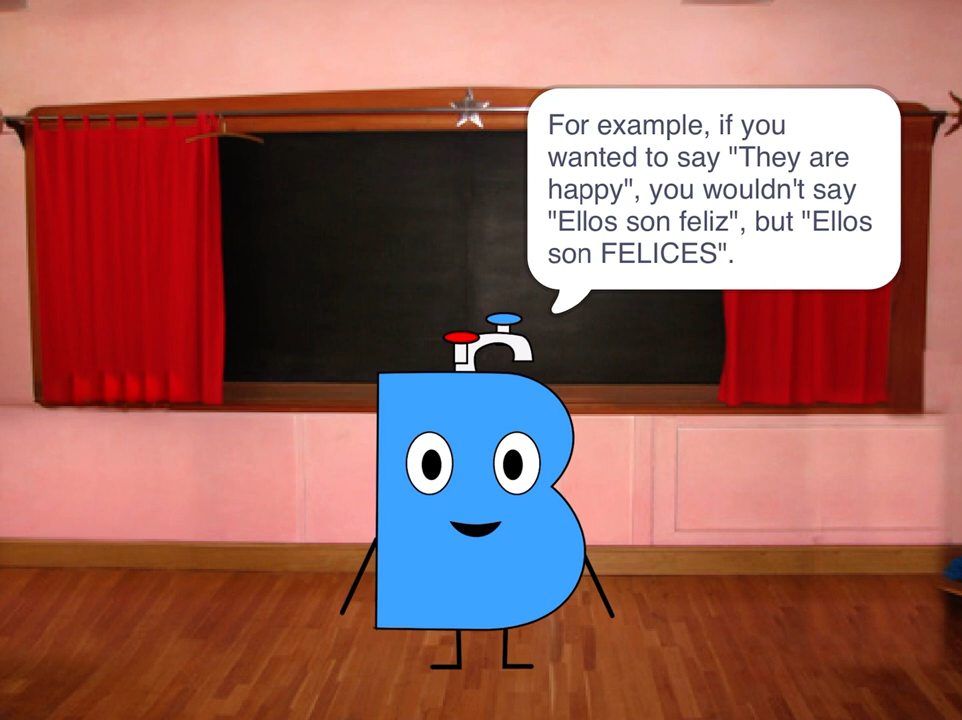 For example, if you
wanted to say "They are
happy", you wouldn't say
"Ellos son feliz", but "Ellos
son FELICES".